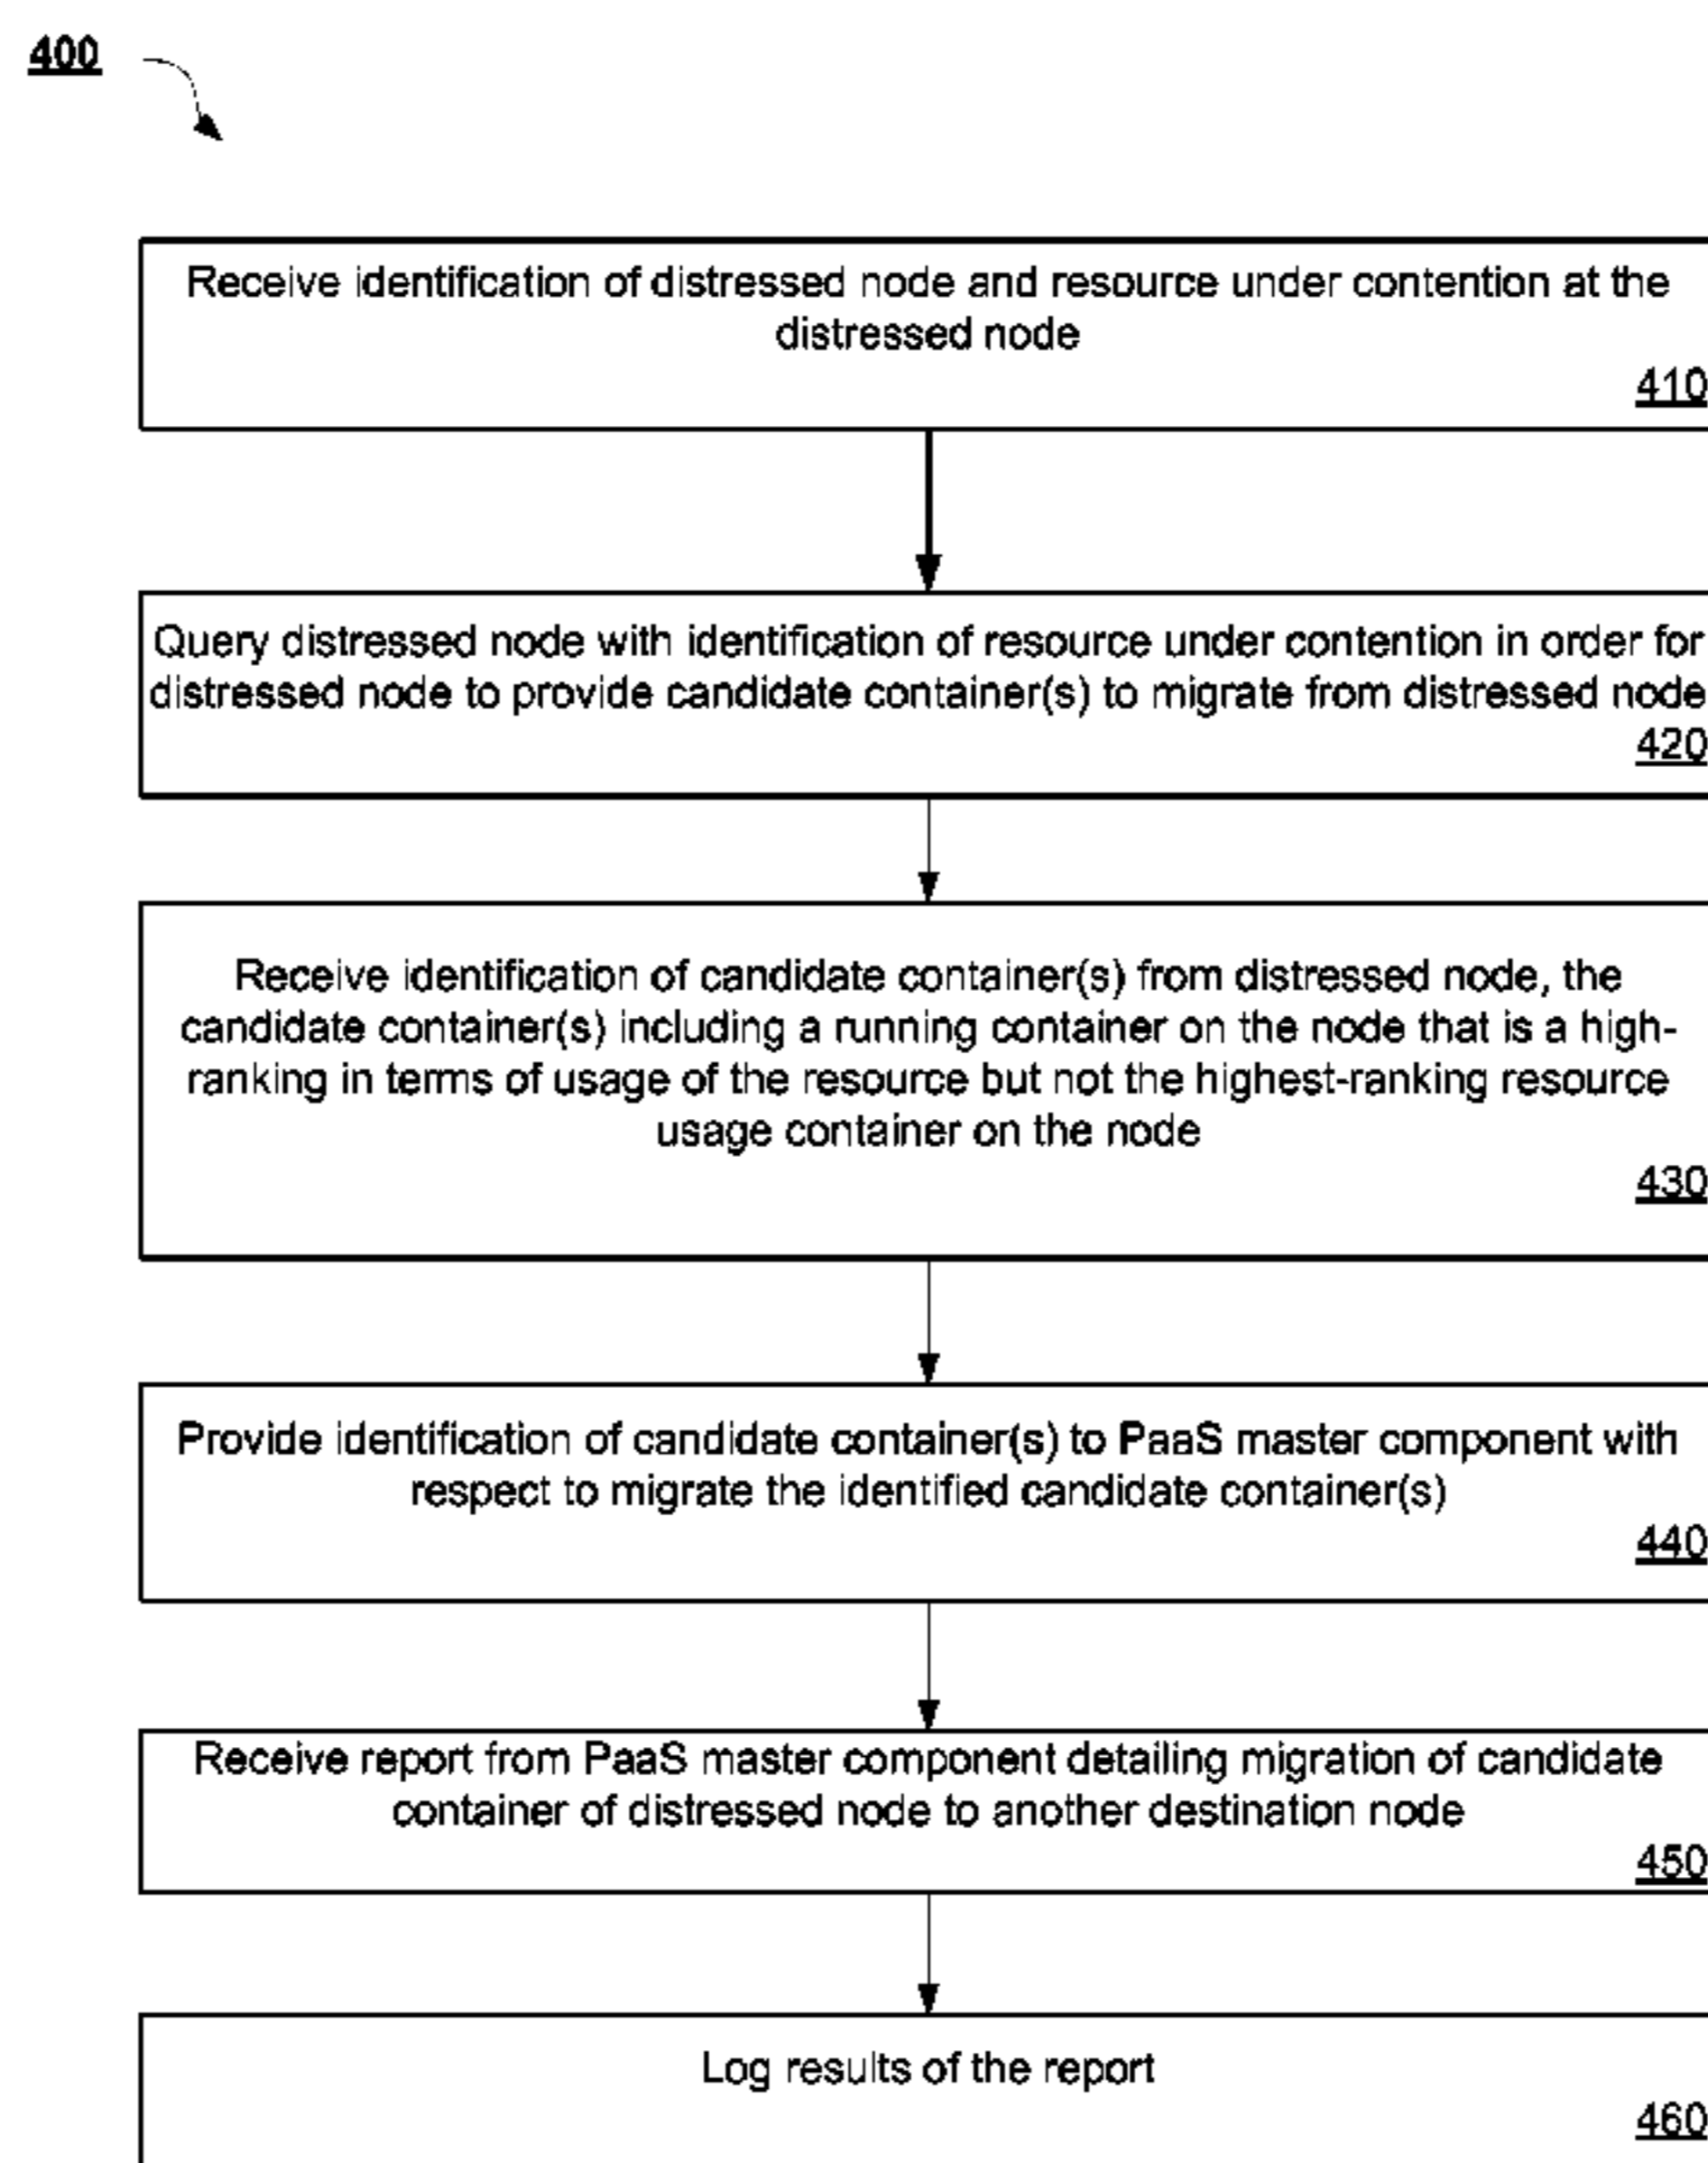 400
Receive identification of distressed node and resource under contention at the
distressed node
410
Query distressed node with identification of resource under contention in order for
distressed node to provide candidate container(s) to migrate from distressed node
420
Receive identification of candidate container(s) from distressed node, the
candidate container(s) including a running container on the node that is a high-
ranking in terms of usage of the resource but not the highest-ranking resource
usage container on the node
430
Provide identification of candidate container(s) to PaaS master component with
respect to migrate the identified candidate container(s)
440
Receive report from PaaS master component detailing migration of candidate
container of distressed node to another destination node
450
Log results of the report
460